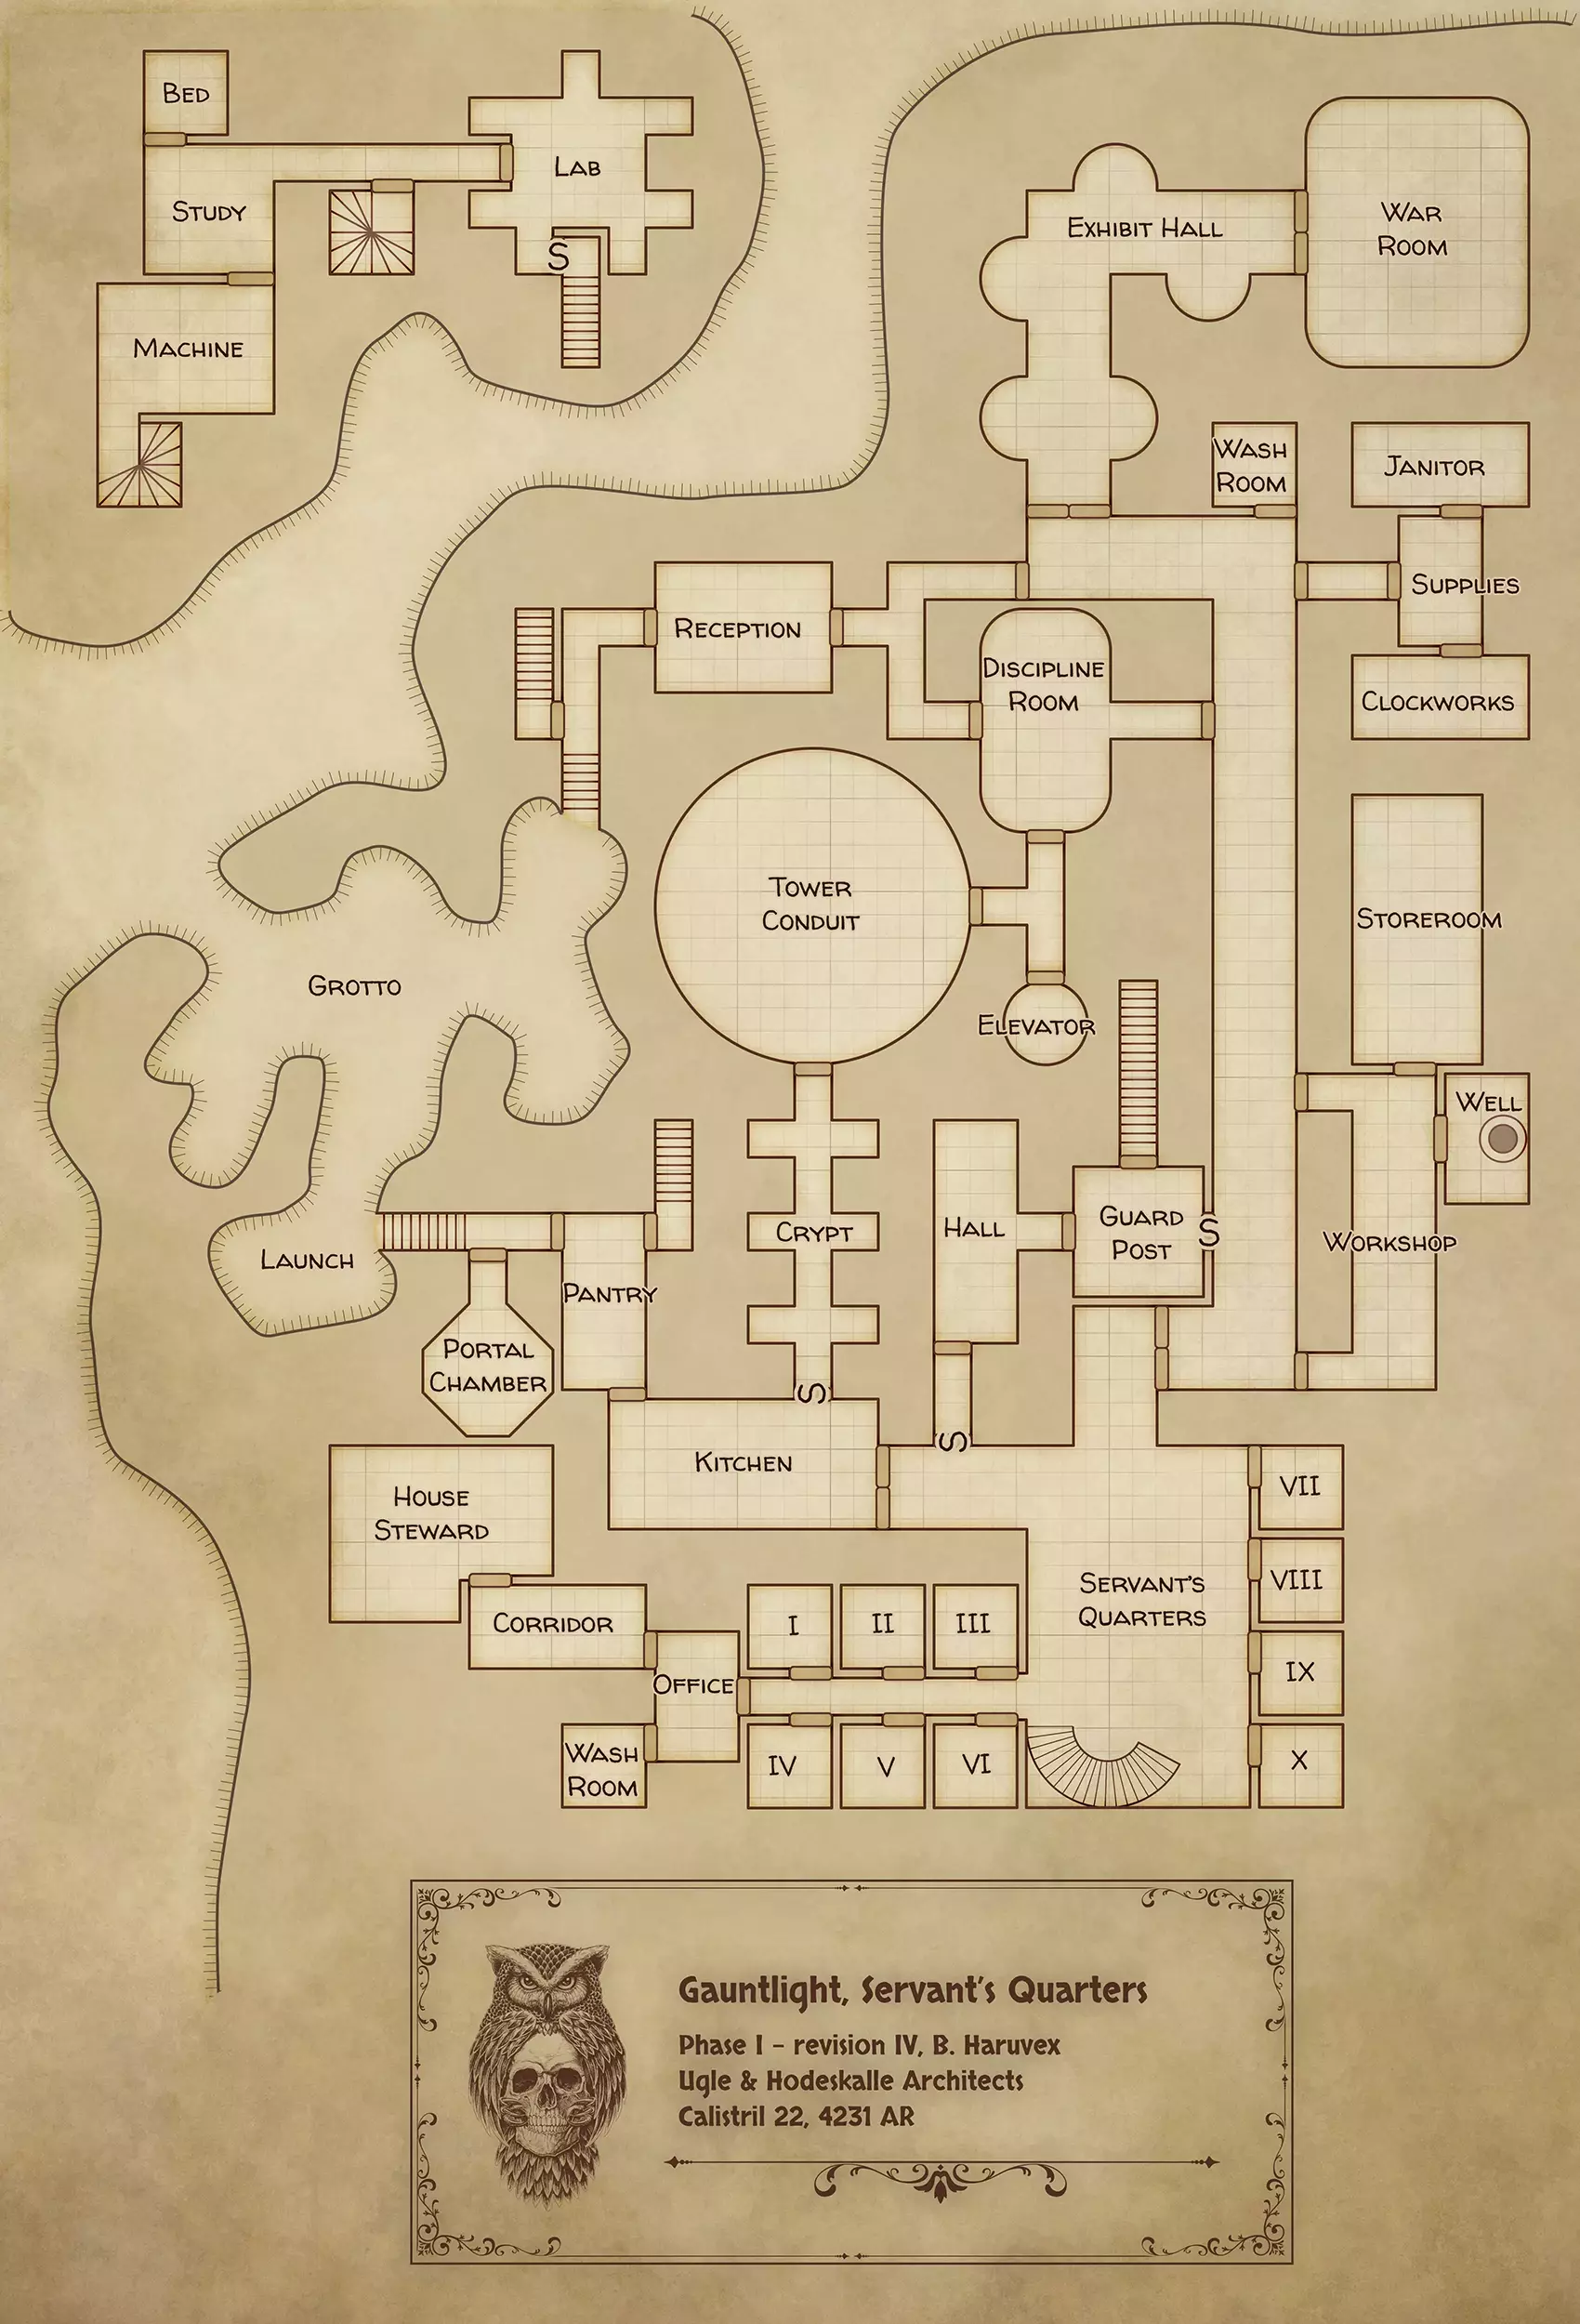 BED
LAB
STUDY
MACHINE
EXHIBIT HALL
WAR
ROOM
WASH
ROOM
JANITOR
SUPPLIES
RECEPTION
DISCIPLINE
ROOM
CLOCKWORKS
TOWER
CONDUIT
STOREROOM
GROTTO
ELEVATOR
WELL
LAUNCH
CRYPT
HALL
GUARD
POST
S
WORKSHOP
PANTRY
PORTAL
CHAMBER
S
S
S
KITCHEN
HOUSE
STEWARD
VII
SERVANT'S
QUARTERS
VIII
CORRIDOR
I
II
III
OFFICE
IX
WASH
ROOM
IV
V
VI
X
Gauntlight, Servant's Quarters
Phase I - revision IV, B. Haruvex
Ugle & Hodeskalle Architects
Calistril 22, 4231 AR